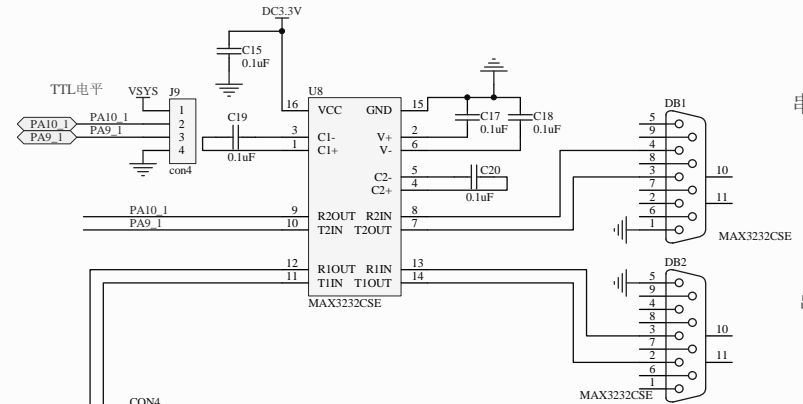 DC3.3V
C15
0.1uF
TTL电平
VSYS
J9
1
2
3
4
con4
PA10_1
PA9_1
PA10_1
PA9_1
C19
0.1uF
U8
16
VCC
GND
15
3
C1-
V+
2
1
C1+
V-
6
C2-
5
C2+
4
C17
0.1uF
C18
0.1uF
C20
0.1uF
PA10_1
9
R2OUT
R2IN
8
PA9_1
10
T2IN
T2OUT
7
12
R1OUT
R1IN
13
11
T1IN
T1OUT
14
MAX3232CSE
DB1
5
9
4
8
3
7
2
6
1
10
11
MAX3232CSE
DB2
5
9
4
8
3
7
2
6
1
10
11
MAX3232CSE
CON4